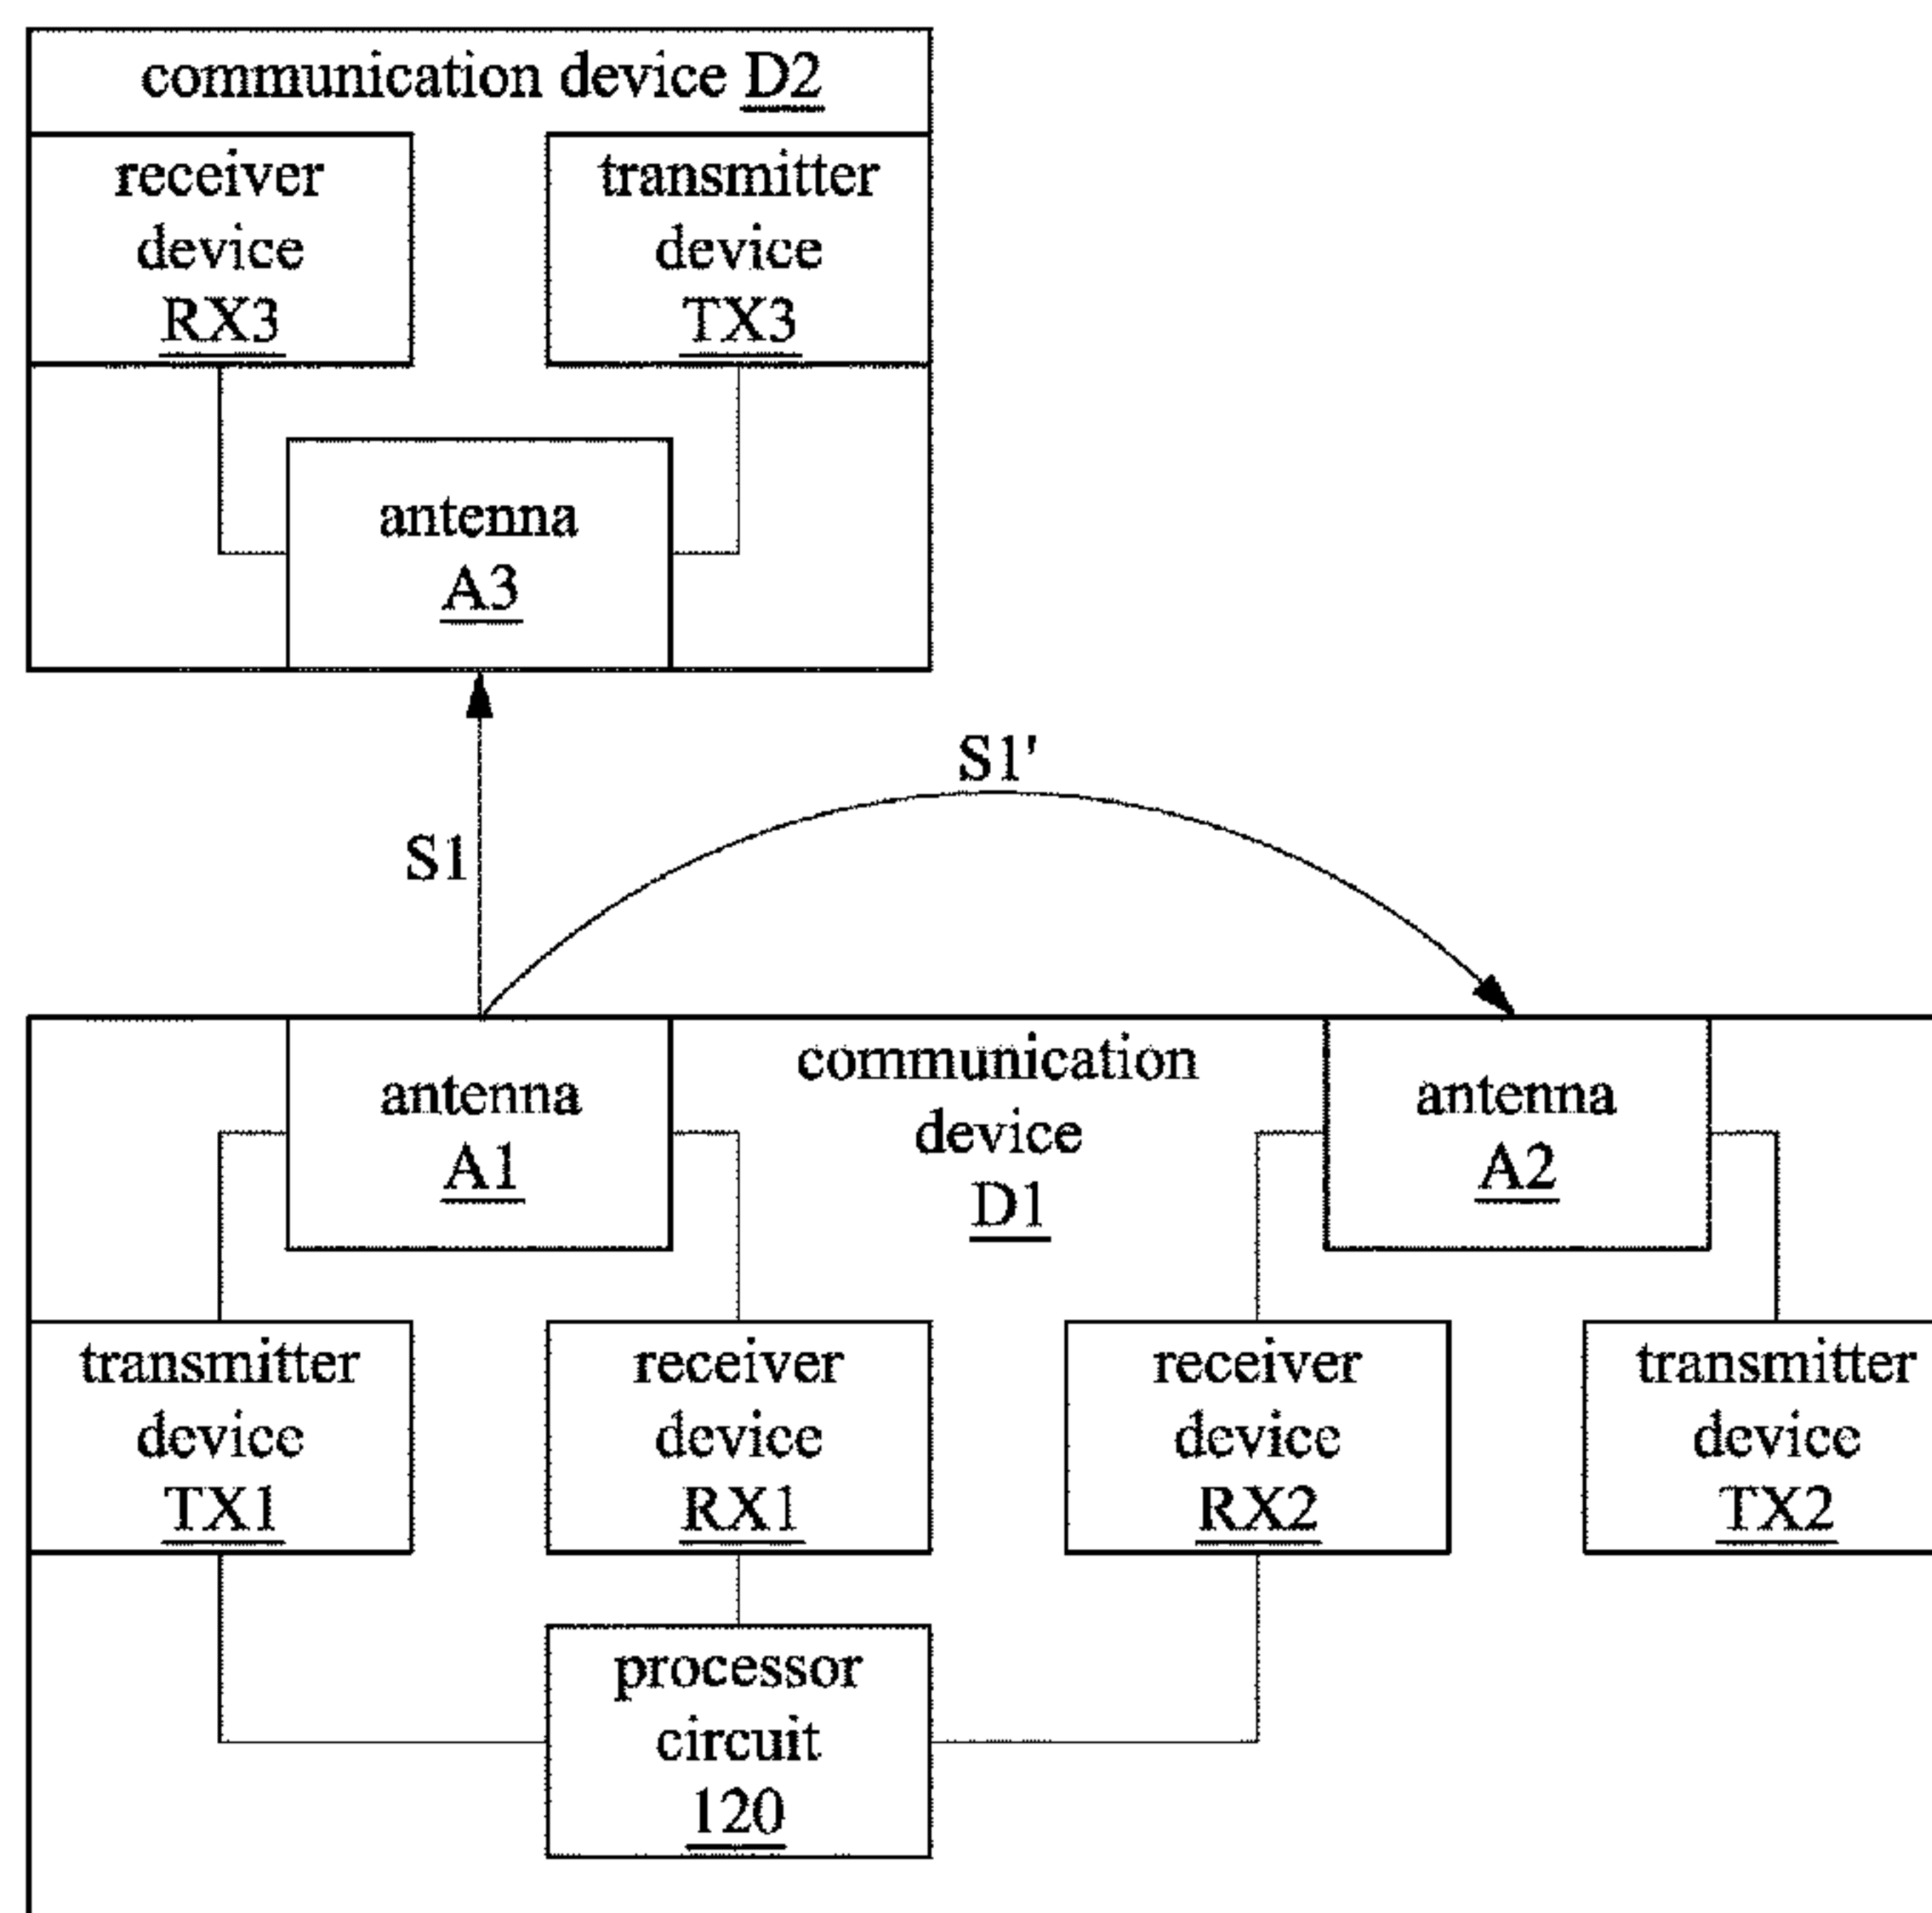 communication device D2
receiver
device
RX3
transmitter
device
TX3
antenna
A3
S1
S1'
antenna
A1
communication
device
D1
antenna
A2
transmitter
device
TX1
receiver
device
RX1
receiver
device
RX2
transmitter
device
TX2
processor
circuit
120